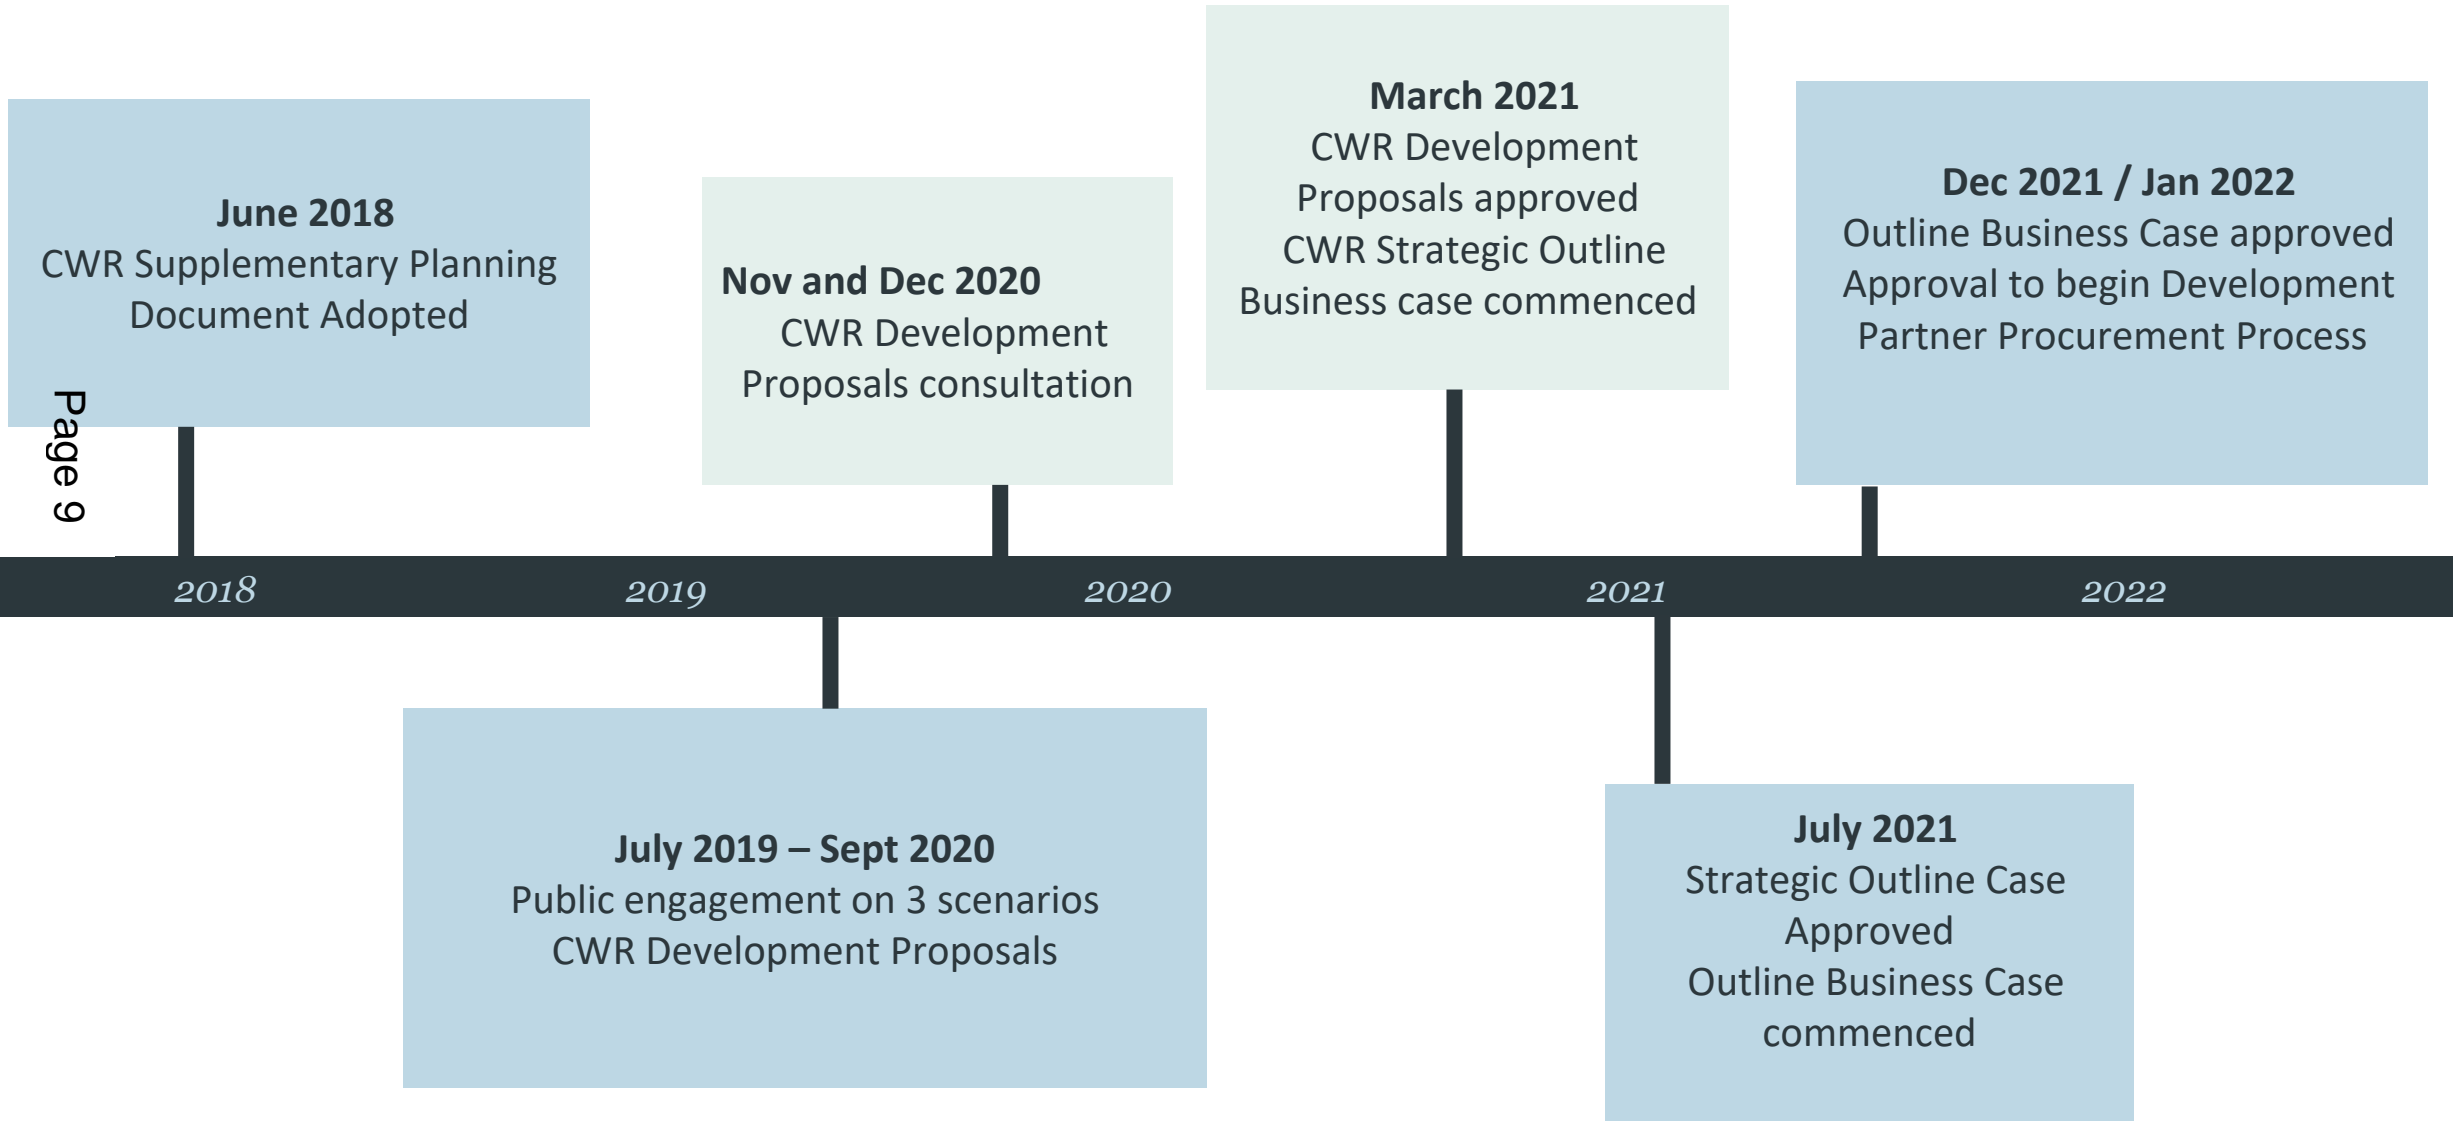 June 2018
CWR Supplementary Planning
Document Adopted
Nov and Dec 2020
CWR Development
Proposals consultation
March 2021
CWR Development
Proposals approved
CWR Strategic Outline
Business case commenced
Dec 2021 / Jan 2022
Outline Business Case approved
Approval to begin Development
Partner Procurement Process
Page 9
2018
2019
2020
2021
2022
July 2019 – Sept 2020
Public engagement on 3 scenarios
CWR Development Proposals
July 2021
Strategic Outline Case
Approved
Outline Business Case
commenced